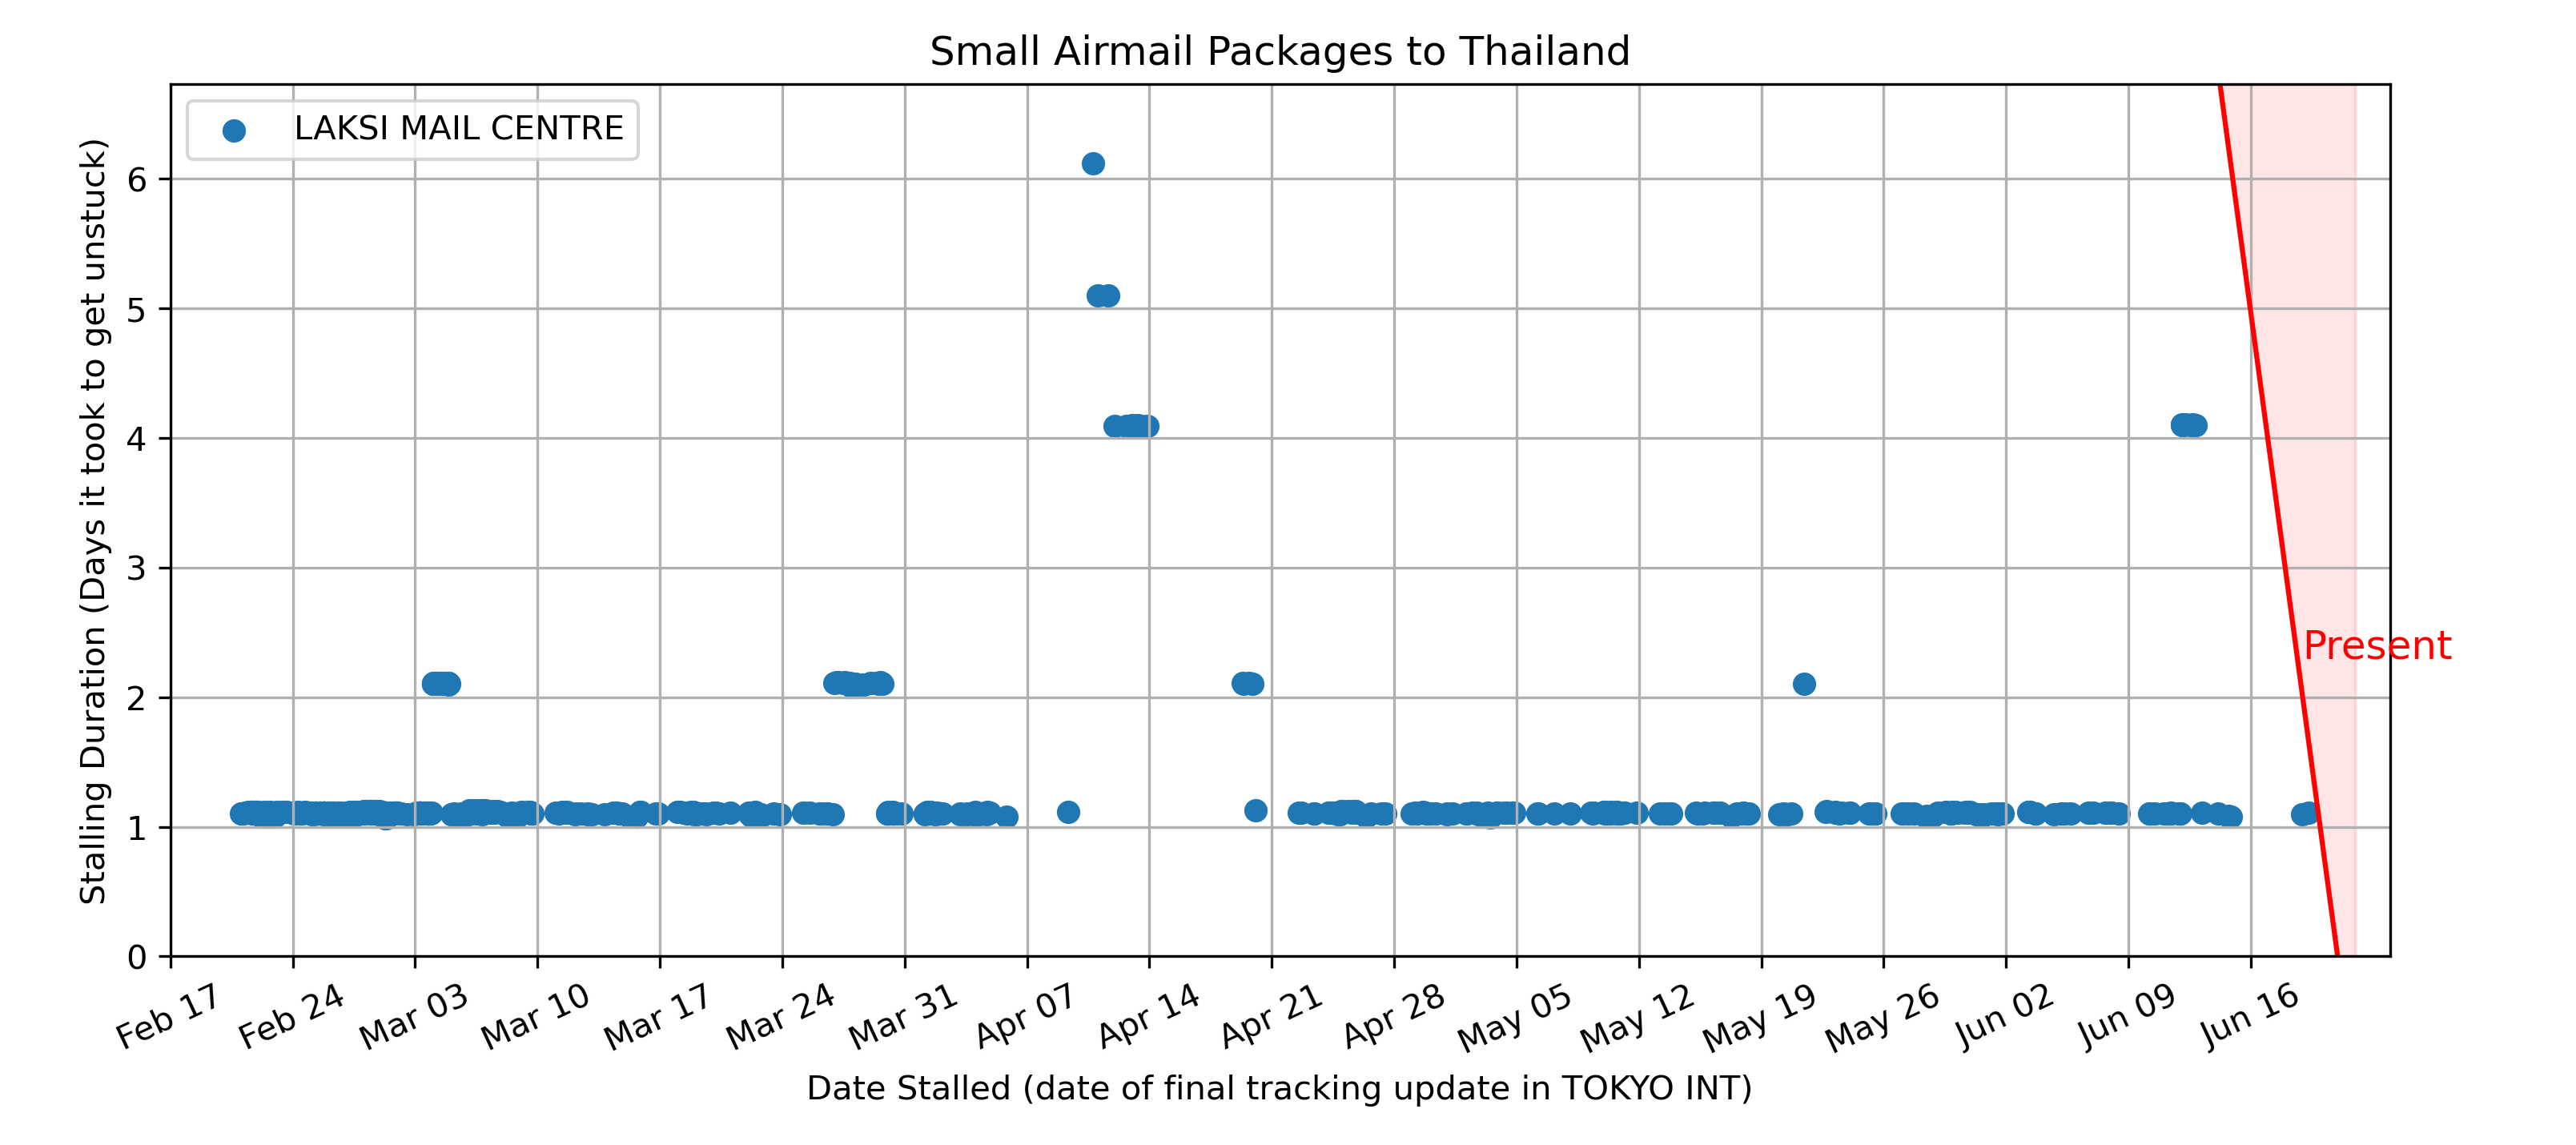 Small Airmail Packages to Thailand
LAKSI MAIL CENTRE
Stalling Duration (Days it took to get unstuck)
6
5
4
3
2
1
0
Present
Feb 17
Feb 24
Mar 03
Mar 10
Mar 17
Mar 24
Mar 31
Apr 07
Apr 14
Apr 21
Apr 28
May 05
May 12
May 19
May 26
Jun 02
Jun 09
Jun 16
Date Stalled (date of final tracking update in TOKYO INT)